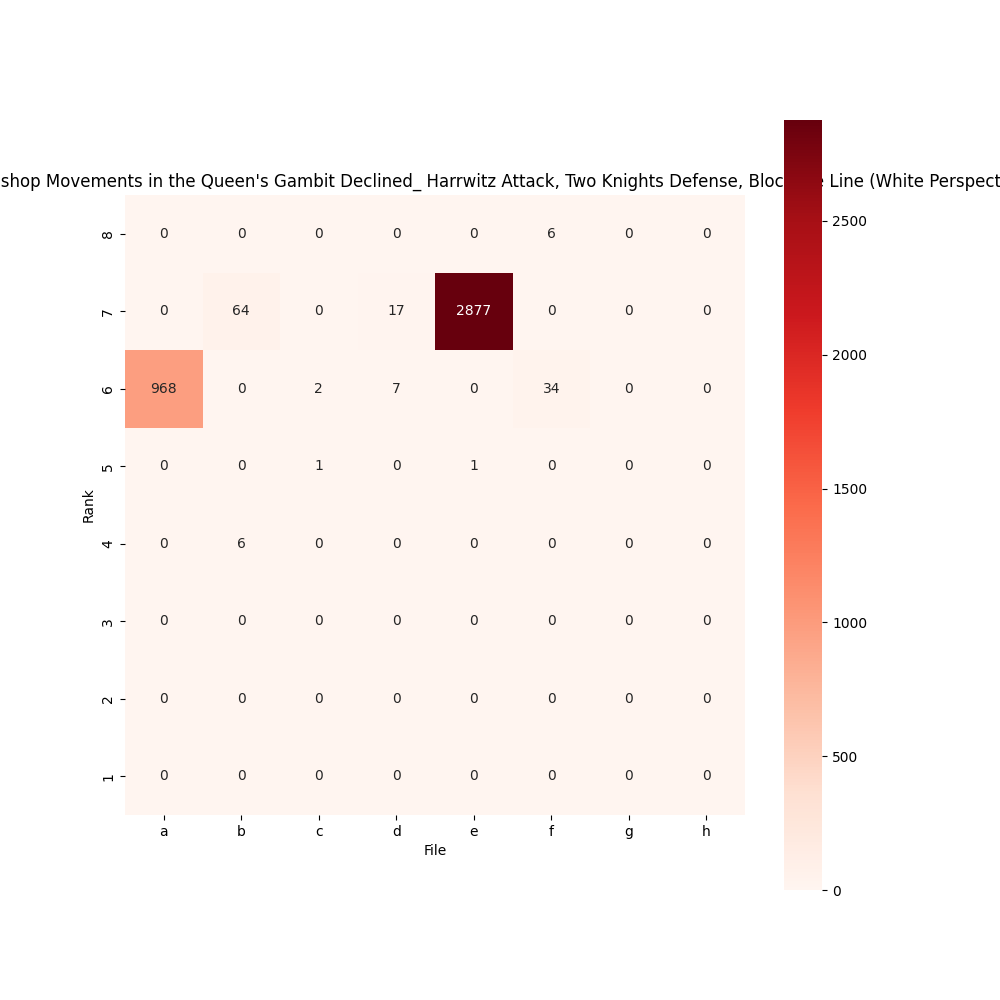 shop Movements in the Queen's Gambit Declined_ Harrwitz Attack, Two Knights Defense, Bloc Line (White Perspect
8 0 0 0 0 0 6 0 0
7 0 64 0 17 2877 0 0 0
6 968 0 2 7 0 34 0 0
5 0 0 1 0 1 0 0 0
4 0 6 0 0 0 0 0 0
3 0 0 0 0 0 0 0 0
2 0 0 0 0 0 0 0 0
1 0 0 0 0 0 0 0 0
a b c d e f g h
File
Rank
2500
2000
1500
1000
500
0